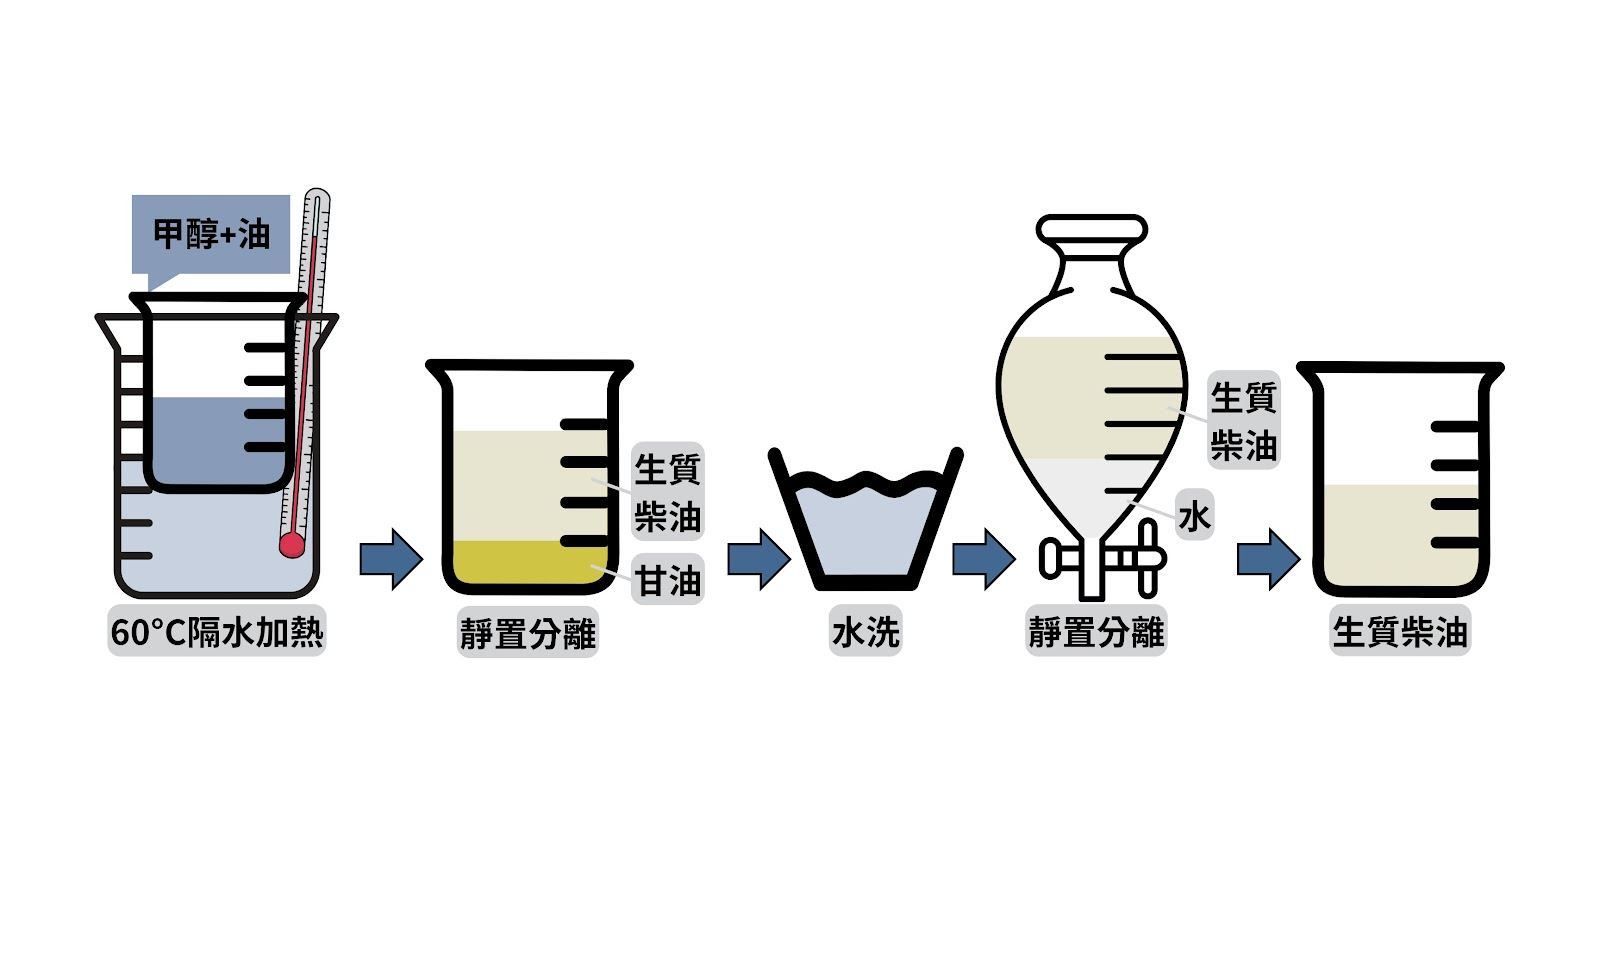 甲醇+油
60°C隔水加熱
生質
柴油
甘油
靜置分離
水洗
生質
柴油
水
靜置分離
生質柴油